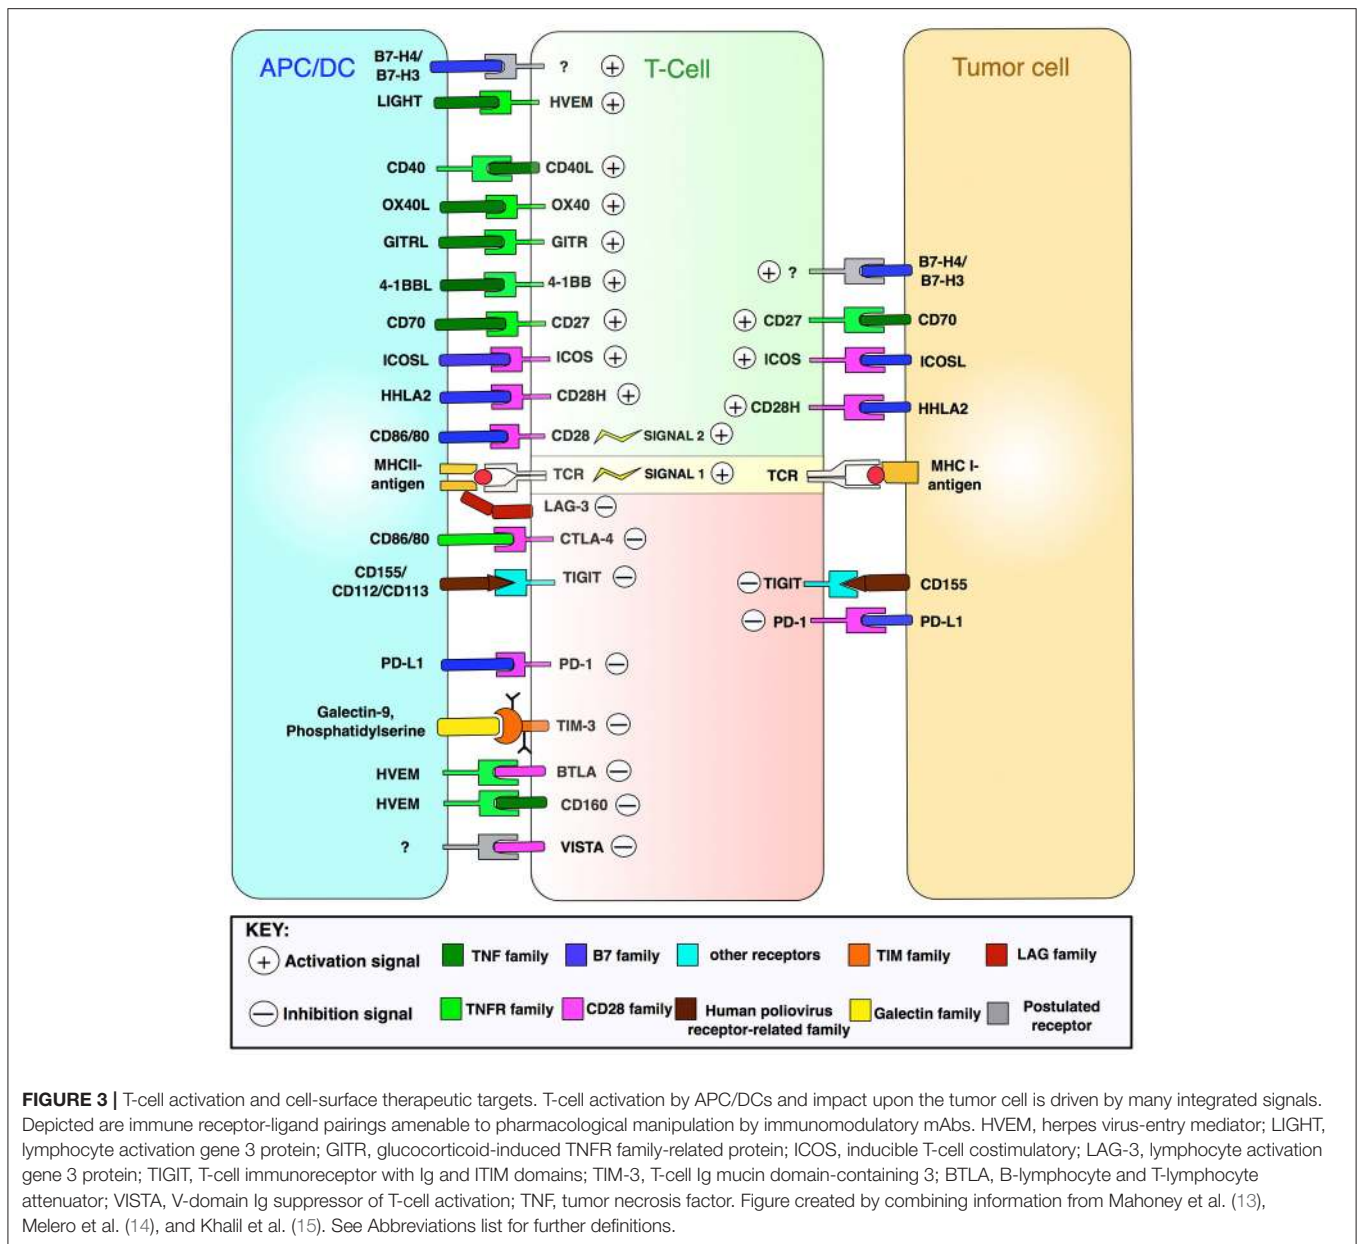 APC/DC
T-Cell
Tumor cell
B7-H4/
B7-H3
? +
LIGHT
HVEM +
CD40
CD40L +
OX40L
OX40 +
GITRL
GITR +
4-1BBL
4-1BB +
CD70
CD27 +
ICOSL
ICOS +
HHLA2
CD28H +
CD86/80
CD28 SIGNAL 2 +
MHCII-
antigen
TCR SIGNAL 1 +
LAG-3 −
CD86/80
CTLA-4 −
CD155/
CD112/CD113
TIGIT −
PD-L1
PD-1 −
Galectin-9,
Phosphatidylserine
TIM-3 −
HVEM
BTLA −
HVEM
CD160 −
?
VISTA −
+ ?
B7-H4/
B7-H3
+ CD27
CD70
+ ICOS
ICOSL
+ CD28H
HHLA2
TCR
MHC I-
antigen
− TIGIT
CD155
− PD-1
PD-L1
KEY:
+ Activation signal
TNF family
B7 family
other receptors
TIM family
LAG family
− Inhibition signal
TNFR family
CD28 family
Human poliovirus
receptor-related family
Galectin family
Postulated
receptor
FIGURE 3 | T-cell activation and cell-surface therapeutic targets. T-cell activation by APC/DCs and impact upon the tumor cell is driven by many integrated signals.
Depicted are immune receptor-ligand pairings amenable to pharmacological manipulation by immunomodulatory mAbs. HVEM, herpes virus-entry mediator; LIGHT,
lymphocyte activation gene 3 protein; GITR, glucocorticoid-induced TNFR family-related protein; ICOS, inducible T-cell costimulatory; LAG-3, lymphocyte activation
gene 3 protein; TIGIT, T-cell immunoreceptor with Ig and ITIM domains; TIM-3, T-cell Ig mucin domain-containing 3; BTLA, B-lymphocyte and T-lymphocyte
attenuator; VISTA, V-domain Ig suppressor of T-cell activation; TNF, tumor necrosis factor. Figure created by combining information from Mahoney et al. (13),
Melero et al. (14), and Khalil et al. (15). See Abbreviations list for further definitions.